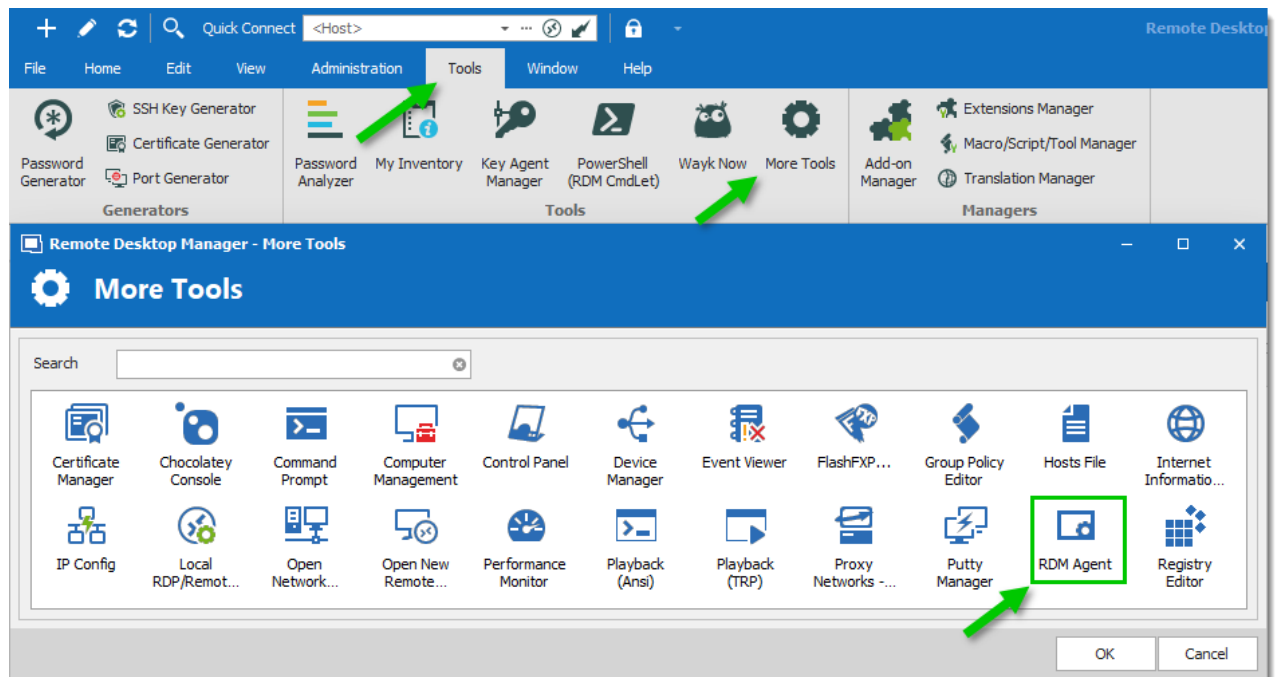 Quick Connect <Host>
Remote Desktop
File Home Edit View Administration Tools Window Help
Password Generator
SSH Key Generator
Certificate Generator
Port Generator
Generators
Password Analyzer
My Inventory
Key Agent Manager
PowerShell (RDM CmdLet)
Wayk Now
More Tools
Tools
Add-on Manager
Extensions Manager
Macro/Script/Tool Manager
Translation Manager
Managers
Remote Desktop Manager - More Tools
More Tools
Search
Certificate Manager
Chocolatey Console
Command Prompt
Computer Management
Control Panel
Device Manager
Event Viewer
FlashFXP...
Group Policy Editor
Hosts File
Internet Informatio...
IP Config
Local RDP/Remot...
Open Network...
Open New Remote...
Performance Monitor
Playback (Ansi)
Playback (TRP)
Proxy Networks -...
Putty Manager
RDM Agent
Registry Editor
OK
Cancel